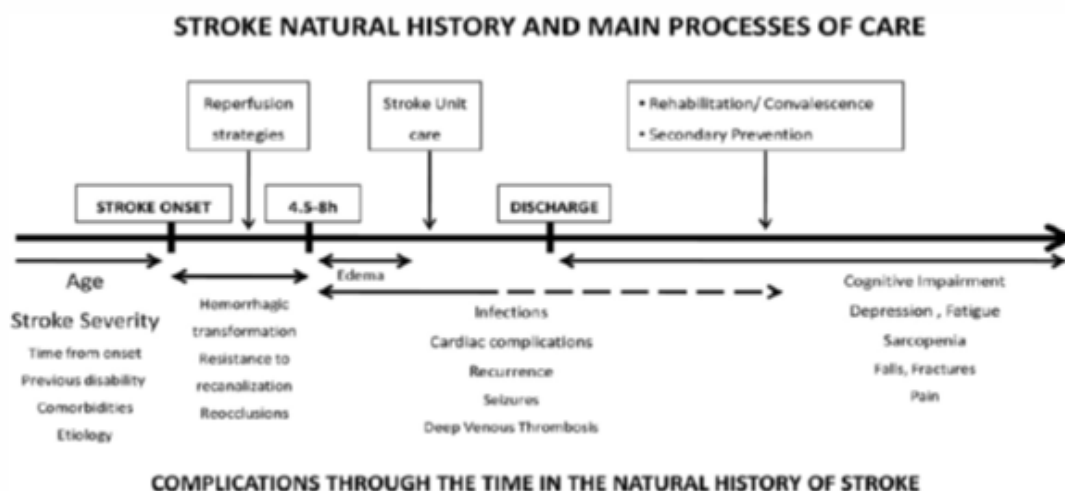 STROKE NATURAL HISTORY AND MAIN PROCESSES OF CARE
Reperfusion
strategies
Stroke Unit
care
• Rehabilitation/ Convalescence
• Secondary Prevention
STROKE ONSET
4.5-8h
DISCHARGE
Age
Stroke Severity
Time from onset
Previous disability
Comorbidities
Etiology
Hemorrhagic
transformation
Resistance to
recanalization
Reocclusions
Edema
Infections
Cardiac complications
Recurrence
Seizures
Deep Venous Thrombosis
Cognitive Impairment
Depression , Fatigue
Sarcopenia
Falls, Fractures
Pain
COMPLICATIONS THROUGH THE TIME IN THE NATURAL HISTORY OF STROKE